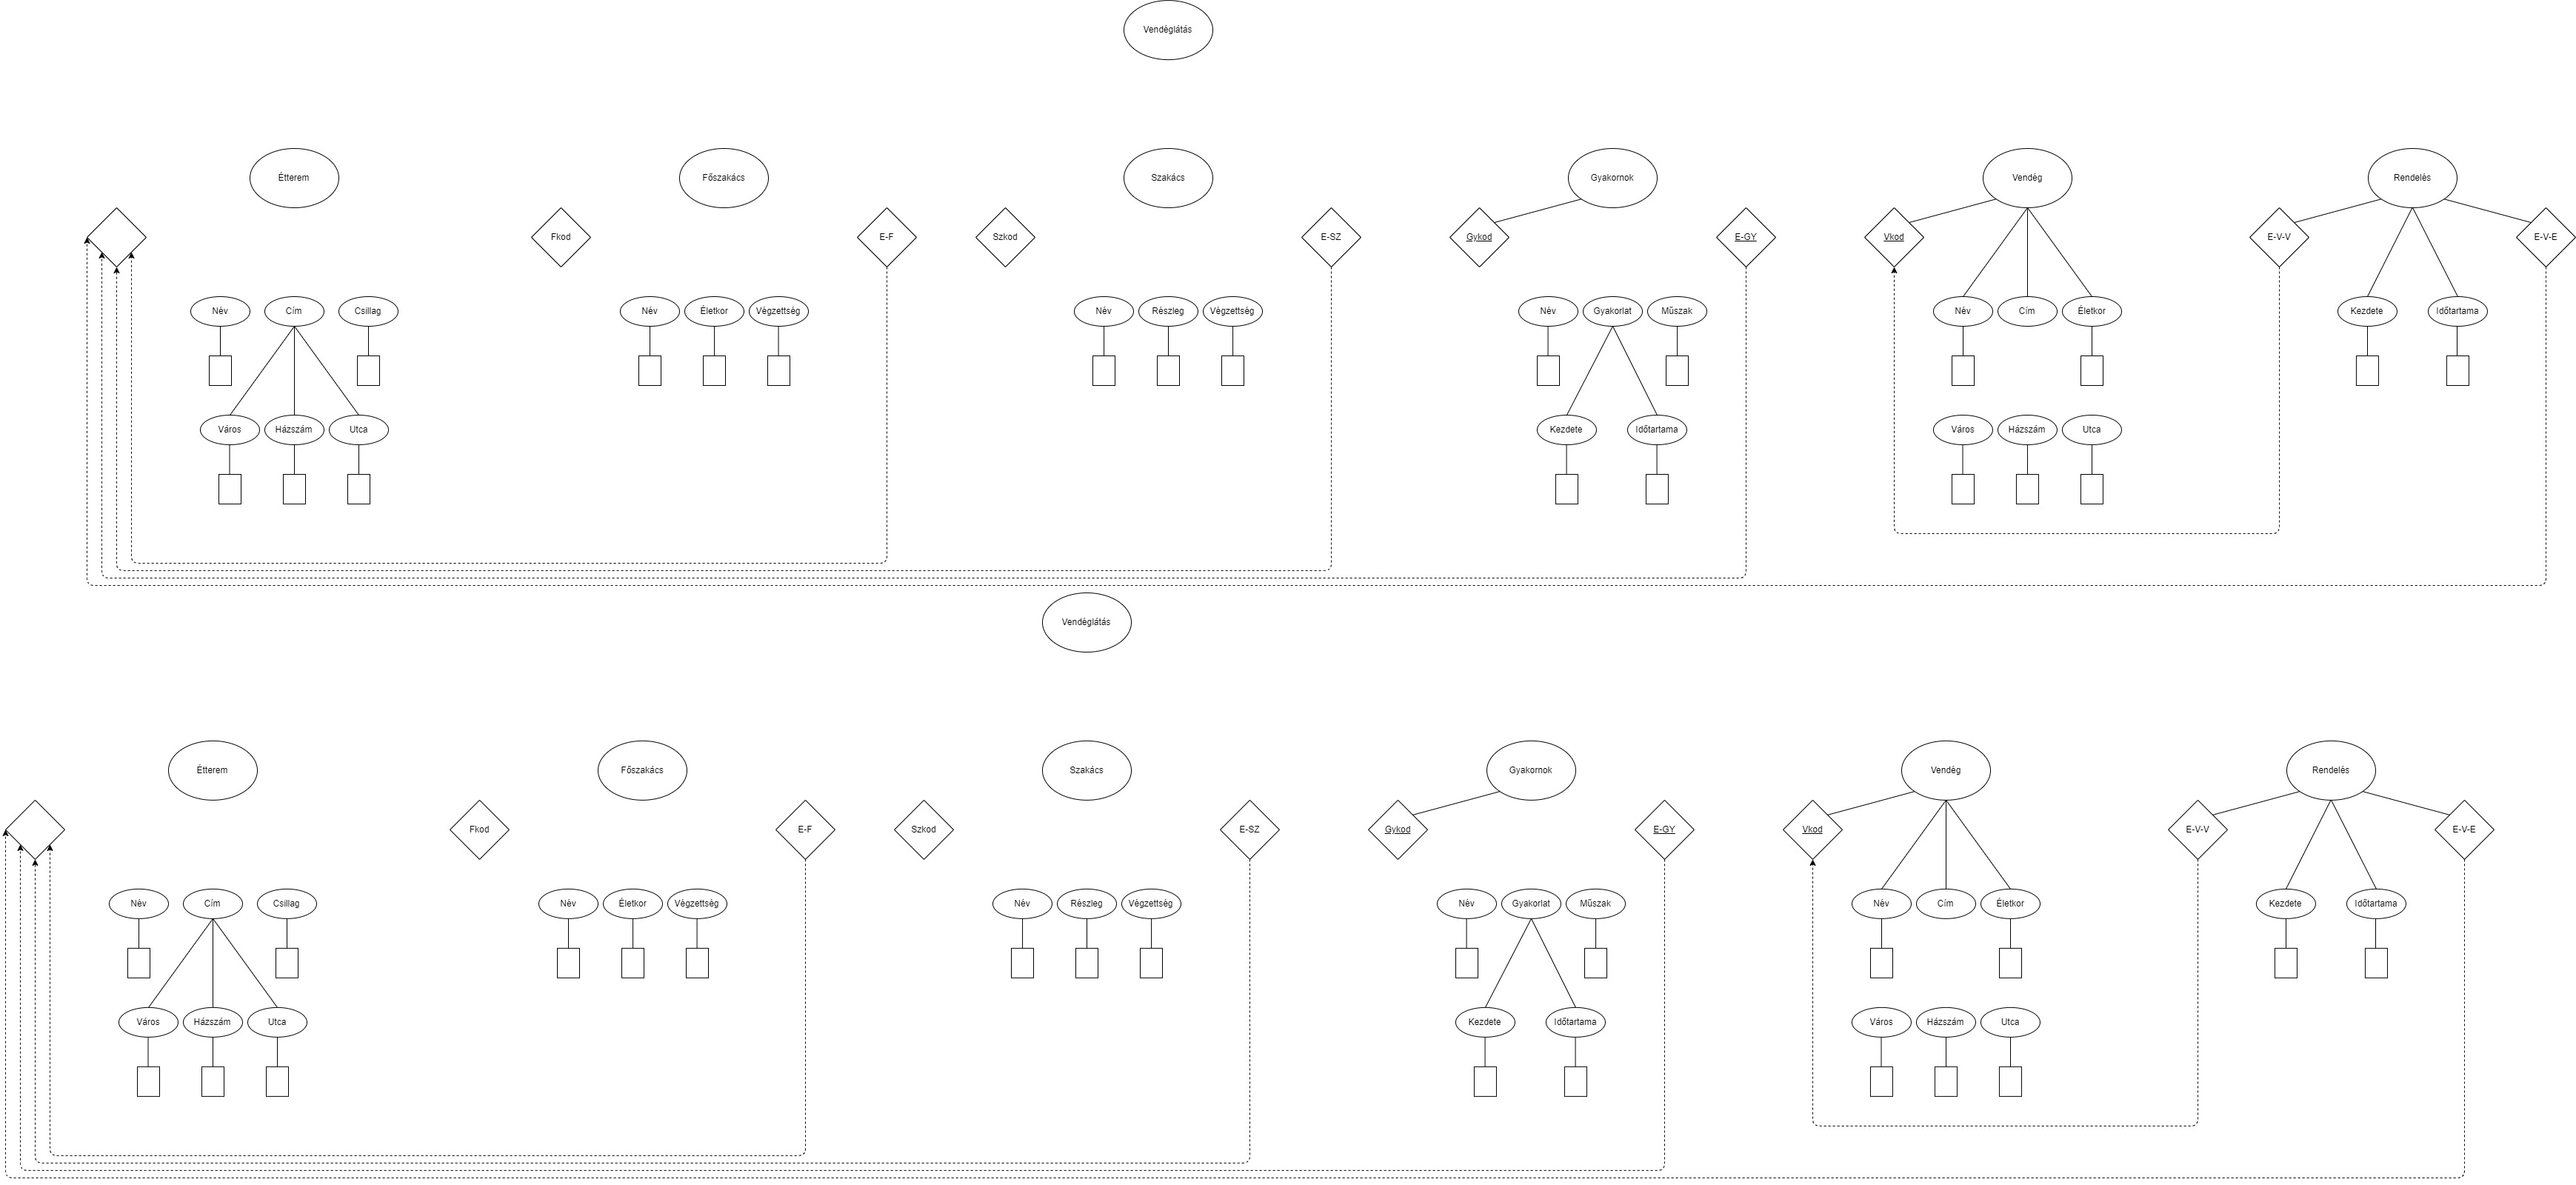 Vendéglátás
Étterem
Főszakács
Szakács
Gyakornok
Vendég
Rendelés
Fkod
E-F
Szkod
E-SZ
Gykod
E-GY
Vkod
E-V-V
E-V-E
Név
Cím
Csillag
Név
Életkor
Végzettség
Név
Részleg
Végzettség
Név
Gyakorlat
Műszak
Név
Cím
Életkor
Kezdete
Időtartama
Város
Házszám
Utca
Kezdete
Időtartama
Város
Házszám
Utca
Vendéglátás
Étterem
Főszakács
Szakács
Gyakornok
Vendég
Rendelés
Fkod
E-F
Szkod
E-SZ
Gykod
E-GY
Vkod
E-V-V
E-V-E
Név
Cím
Csillag
Név
Életkor
Végzettség
Név
Részleg
Végzettség
Név
Gyakorlat
Műszak
Név
Cím
Életkor
Kezdete
Időtartama
Város
Házszám
Utca
Kezdete
Időtartama
Város
Házszám
Utca